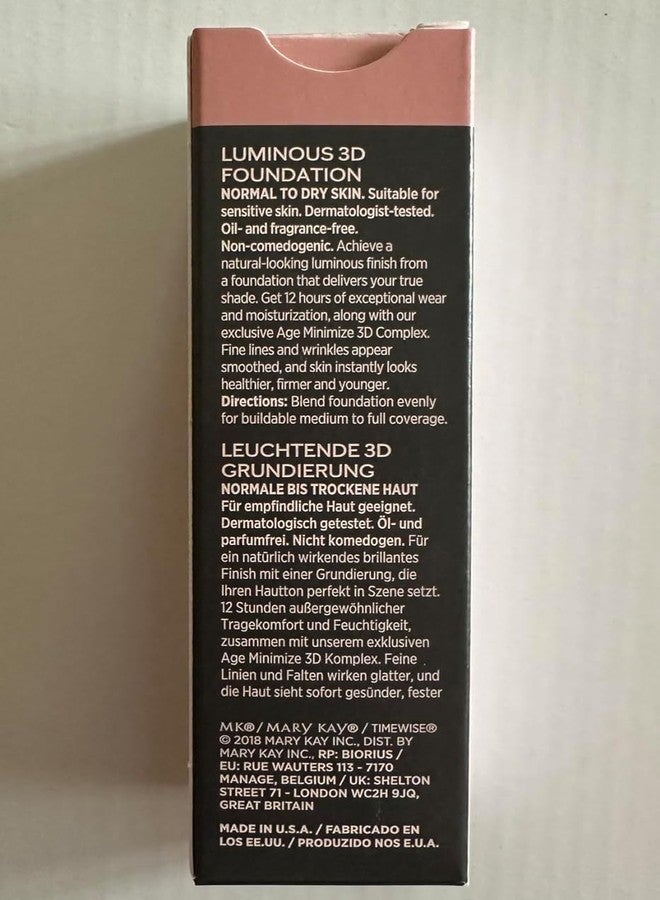 LUMINOUS 3D
FOUNDATION
NORMAL TO DRY SKIN. Suitable for
sensitive skin. Dermatologist-tested.
Oil- and fragrance-free.
Non-comedogenic. Achieve a
natural-looking luminous finish from
a foundation that delivers your true
shade. Get 12 hours of exceptional wear
and moisturization, along with our
exclusive Age Minimize 3D Complex.
Fine lines and wrinkles appear
smoothed, and skin instantly looks
healthier, firmer and younger.
Directions: Blend foundation evenly
for buildable medium to full coverage.
LEUCHTENDE 3D
GRUNDIERUNG
NORMALE BIS TROCKENE HAUT
Für empfindliche Haut geeignet.
Dermatologisch getestet. Öl- und
parfumfrei. Nicht komedogen. Für
ein natürlich wirkendes brillantes
Finish mit einer Grundierung, die
Ihren Hautton perfekt in Szene setzt.
12 Stunden außergewöhnlicher
Tragekomfort und Feuchtigkeit,
zusammen mit unserem exklusiven
Age Minimize 3D Komplex. Feine
Linien und Falten wirken glatter, und
die Haut sieht sofort gesünder, fester
MK® / MARY KAY® / TIMEWISE®
© 2018 MARY KAY INC., DIST. BY
MARY KAY INC., RP: BIORIUS /
EU: RUE WAUTERS 113 - 7170
MANAGE, BELGIUM / UK: SHELTON
STREET 71 - LONDON WC2H 9JQ,
GREAT BRITAIN
MADE IN U.S.A. / FABRICADO EN
LOS EE.UU. / PRODUZIDO NOS E.U.A.